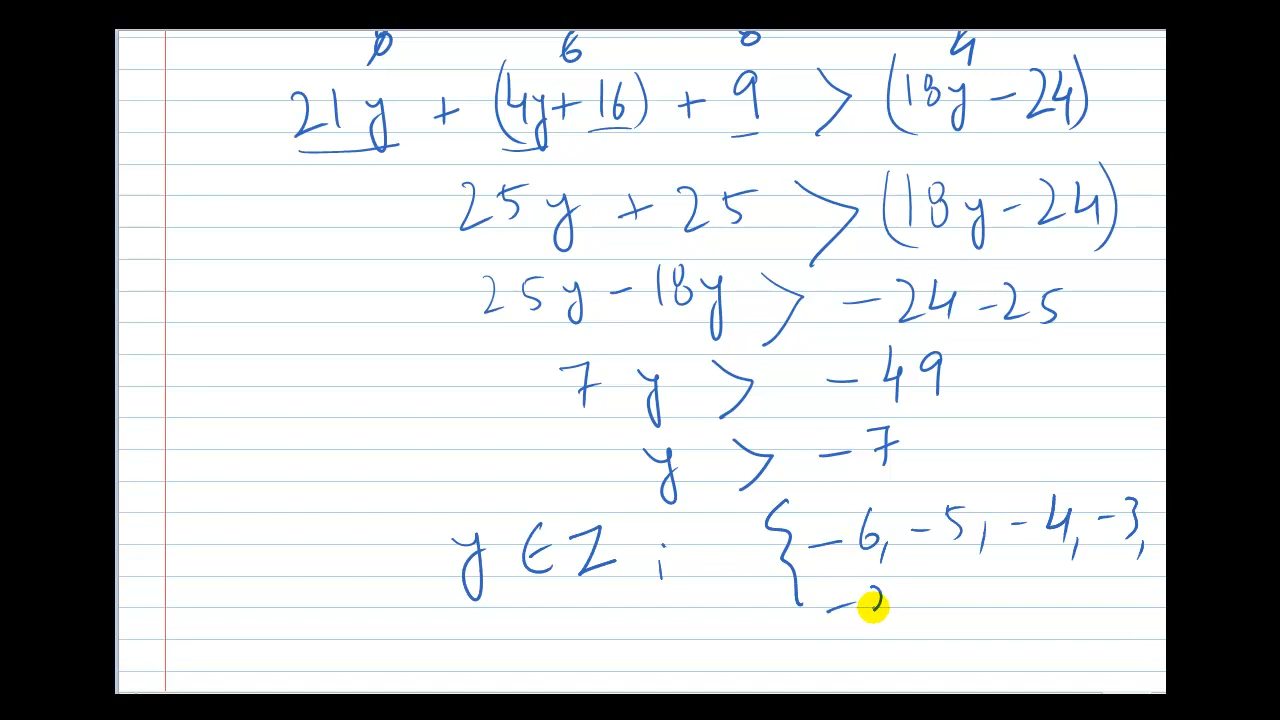 21y + (4y + 16) + 9 > (18y - 24)
25y + 25 > (18y - 24)
25y - 18y > -24 - 25
7y > -49
y > -7
y ∈ Z ; { -6, -5, -4, -3,
-2